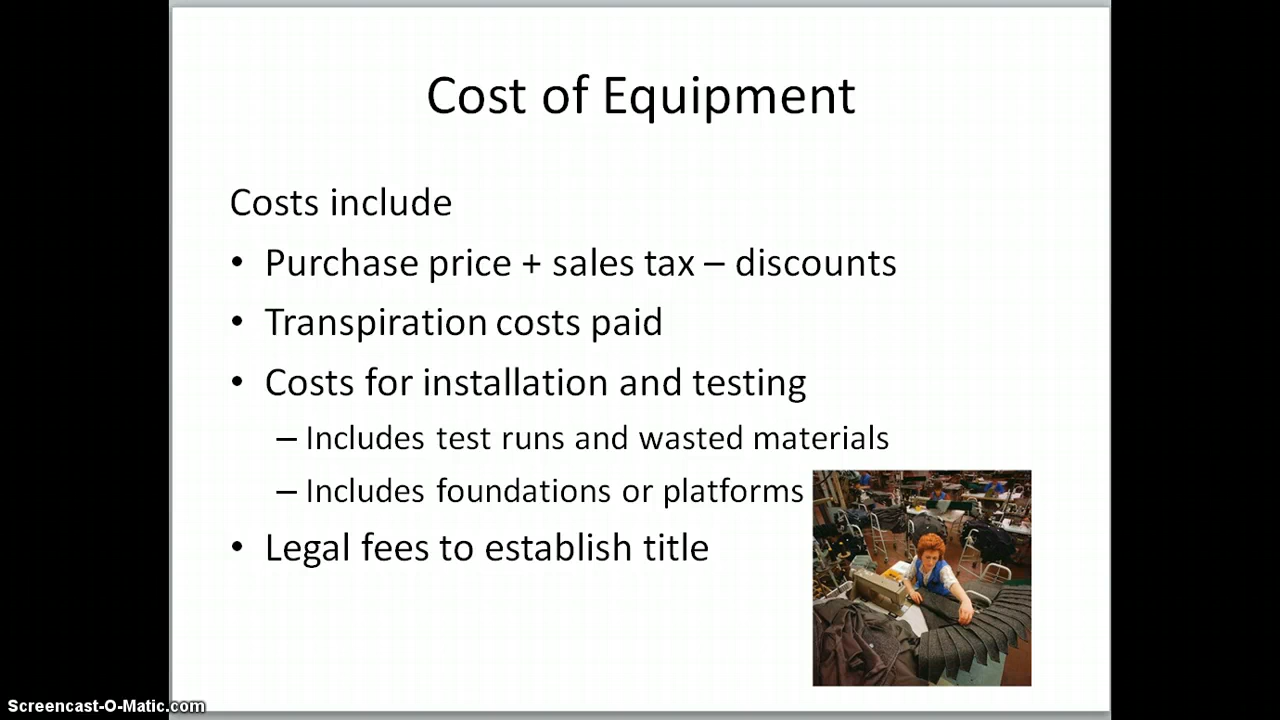 Cost of Equipment
Costs include
• Purchase price + sales tax – discounts
• Transpiration costs paid
• Costs for installation and testing
– Includes test runs and wasted materials
– Includes foundations or platforms
• Legal fees to establish title
Screencast-O-Matic.com